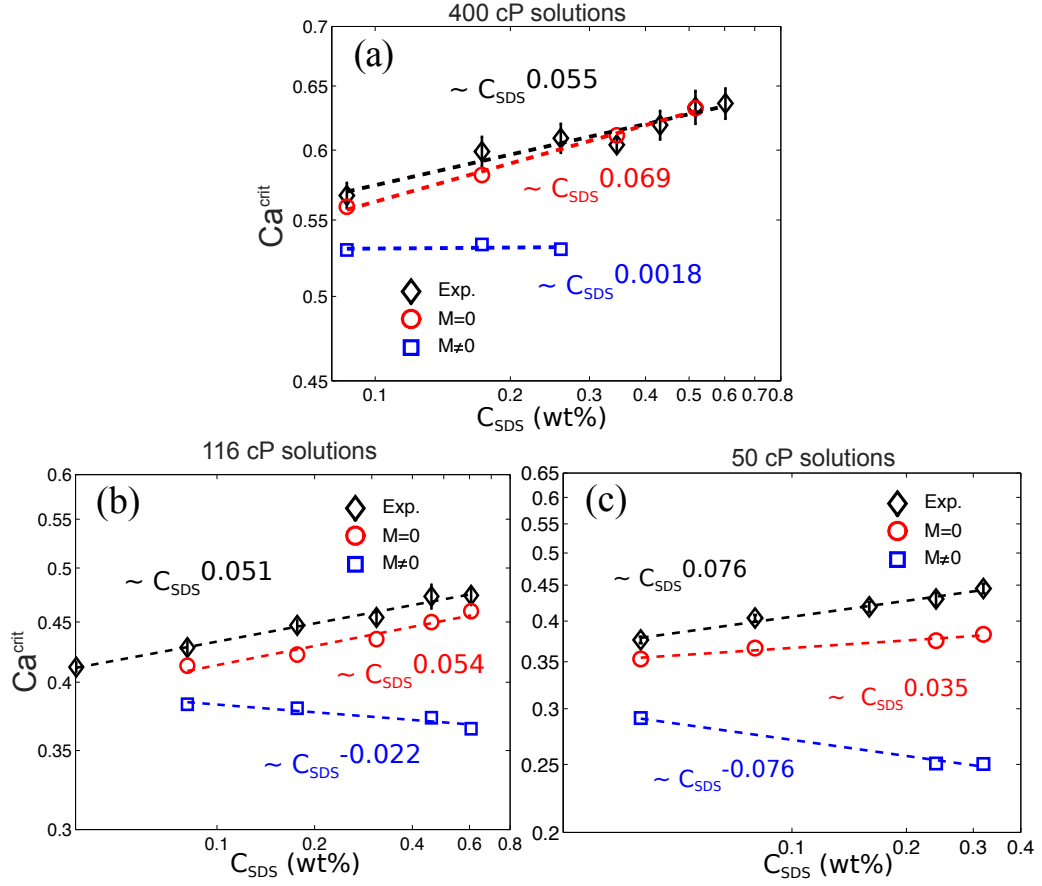 400 cP solutions
(a)
0.7
0.65
0.6
0.55
0.5
0.45
Ca^crit
~ C_SDS^0.055
~ C_SDS^0.069
~ C_SDS^0.0018
Exp.
M=0
M≠0
0.1 0.2 0.3 0.4 0.5 0.6 0.7 0.8
C_SDS (wt%)
116 cP solutions
(b)
0.6
0.5
0.45
0.4
0.35
0.3
Ca^crit
Exp.
M=0
M≠0
~ C_SDS^0.051
~ C_SDS^0.054
~ C_SDS^-0.022
0.1 0.2 0.4 0.6 0.8
C_SDS (wt%)
50 cP solutions
(c)
0.65
0.6
0.55
0.5
0.45
0.4
0.35
0.3
0.25
0.2
Exp.
M=0
M≠0
~ C_SDS^0.076
~ C_SDS^0.035
~ C_SDS^-0.076
0.1 0.2 0.3 0.4
C_SDS (wt%)